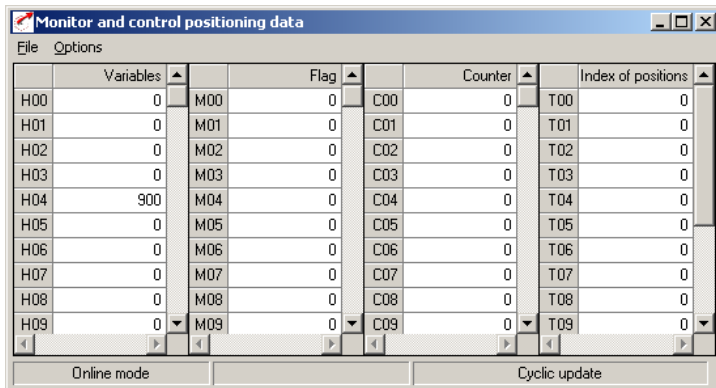 Monitor and control positioning data
File Options
Variables Flag Counter Index of positions
H00 0 M00 0 C00 0 T00 0
H01 0 M01 0 C01 0 T01 0
H02 0 M02 0 C02 0 T02 0
H03 0 M03 0 C03 0 T03 0
H04 900 M04 0 C04 0 T04 0
H05 0 M05 0 C05 0 T05 0
H06 0 M06 0 C06 0 T06 0
H07 0 M07 0 C07 0 T07 0
H08 0 M08 0 C08 0 T08 0
H09 0 M09 0 C09 0 T09 0
Online mode Cyclic update